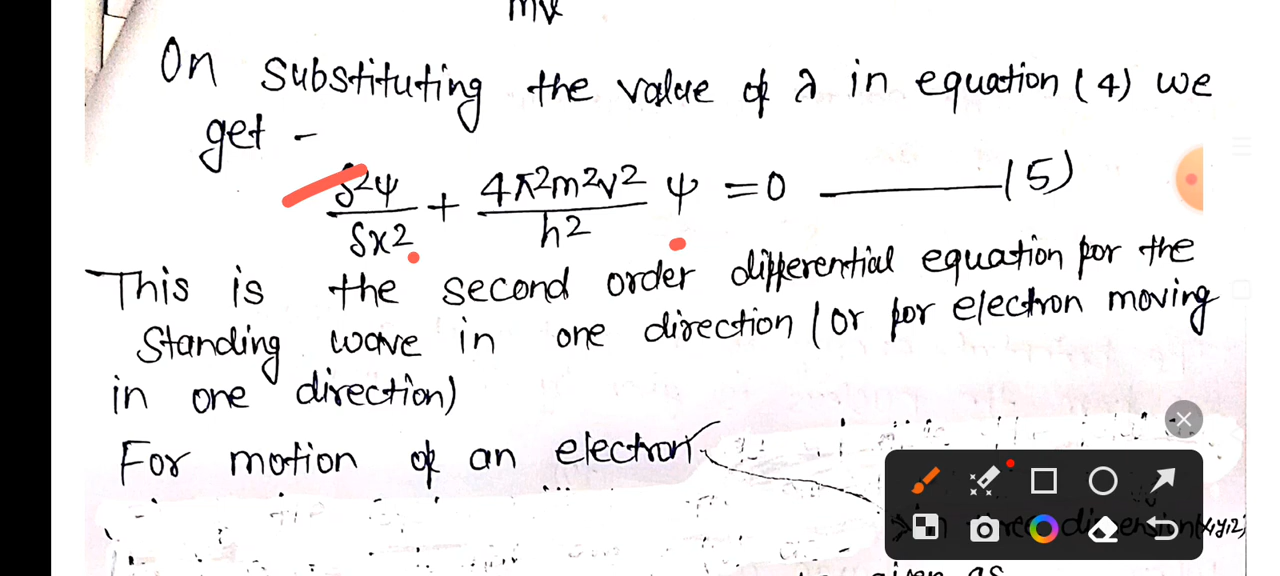 mv
On substituting the value of λ in equation (4) we
get -
δ²ψ/δx² + 4π²m²v²/h² ψ = 0 ———(5)
This is the second order differential equation for the
Standing wave in one direction (or for electron moving
in one direction)
For motion of an electron